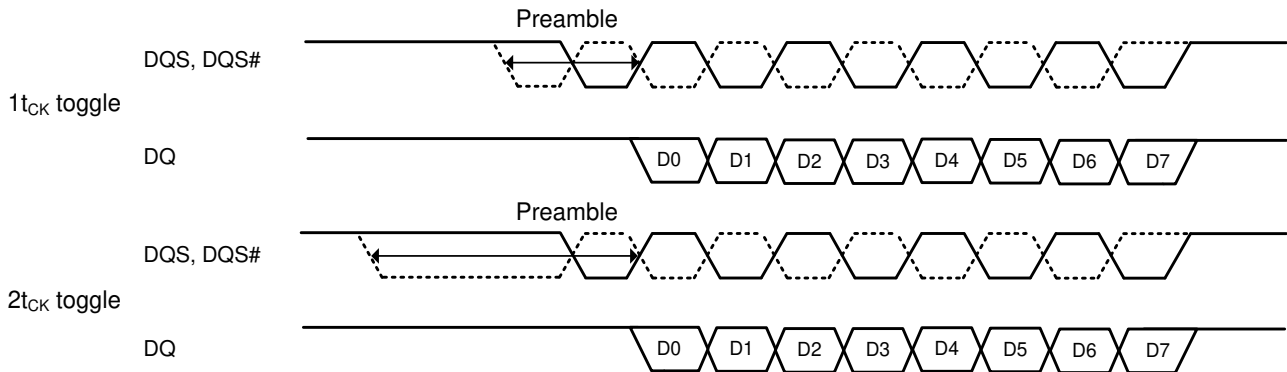 Preamble
DQS, DQS#
1tCK toggle
DQ
D0 D1 D2 D3 D4 D5 D6 D7
Preamble
DQS, DQS#
2tCK toggle
DQ
D0 D1 D2 D3 D4 D5 D6 D7